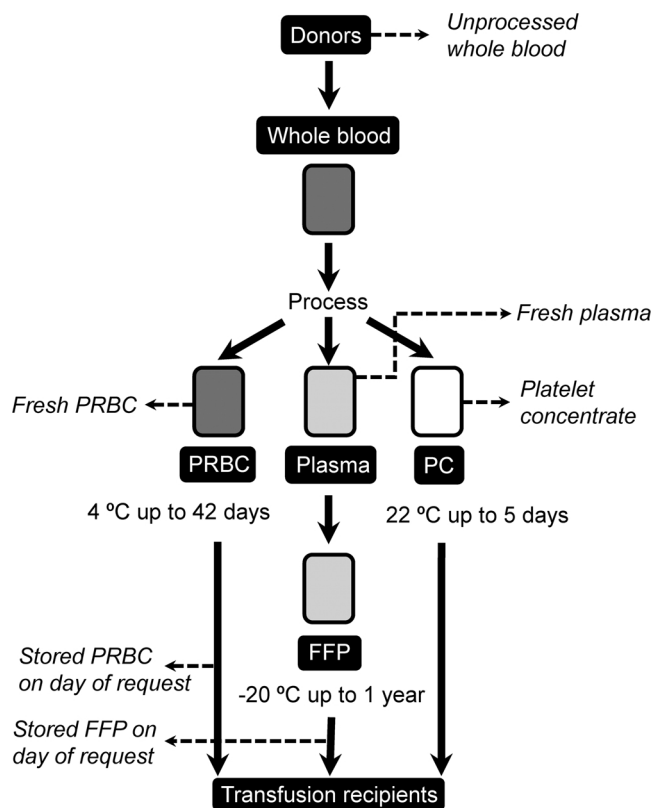 Donors
Unprocessed
whole blood
Whole blood
Process
Fresh plasma
Fresh PRBC
Platelet
concentrate
PRBC
Plasma
PC
4 ºC up to 42 days
22 ºC up to 5 days
FFP
Stored PRBC
on day of request
-20 ºC up to 1 year
Stored FFP on
day of request
Transfusion recipients